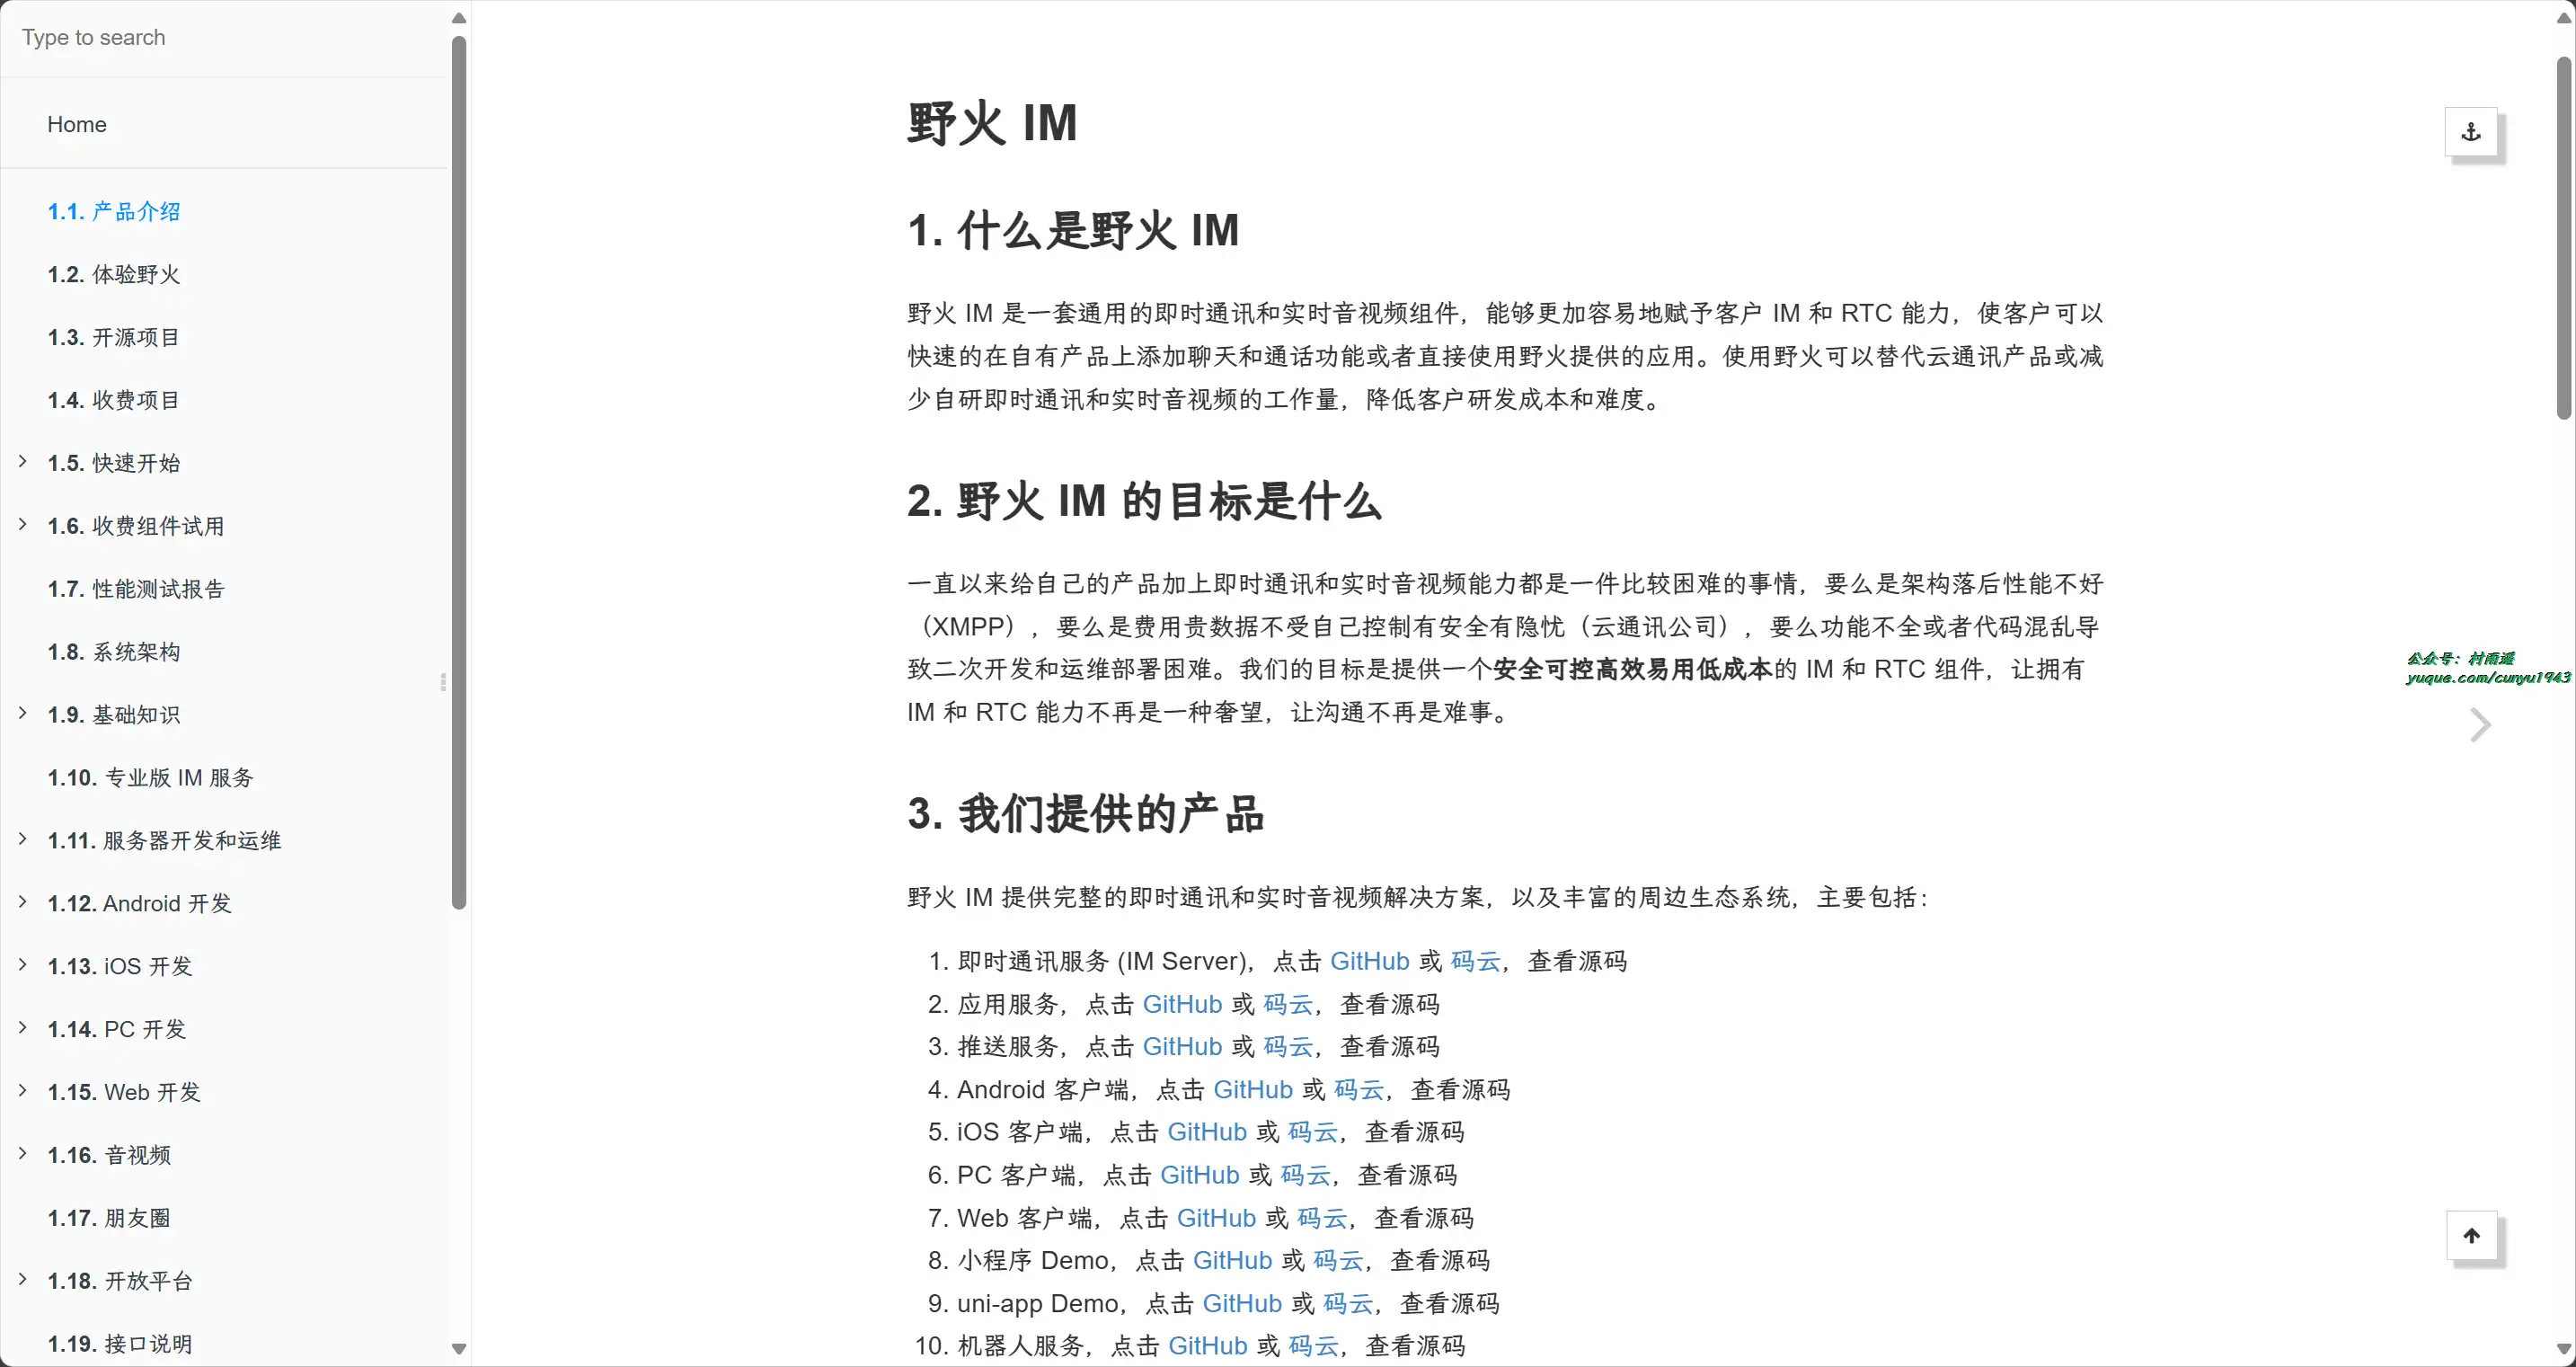 Type to search
Home
1.1. 产品介绍
1.2. 体验野火
1.3. 开源项目
1.4. 收费项目
1.5. 快速开始
1.6. 收费组件试用
1.7. 性能测试报告
1.8. 系统架构
1.9. 基础知识
1.10. 专业版 IM 服务
1.11. 服务器开发和运维
1.12. Android 开发
1.13. iOS 开发
1.14. PC 开发
1.15. Web 开发
1.16. 音视频
1.17. 朋友圈
1.18. 开放平台
1.19. 接口说明
野火 IM
1. 什么是野火 IM
野火 IM 是一套通用的即时通讯和实时音视频组件，能够更加容易地赋予客户 IM 和 RTC 能力，使客户可以
快速的在自有产品上添加聊天和通话功能或者直接使用野火提供的应用。使用野火可以替代云通讯产品或减
少自研即时通讯和实时音视频的工作量，降低客户研发成本和难度。
2. 野火 IM 的目标是什么
一直以来给自己的产品加上即时通讯和实时音视频能力都是一件比较困难的事情，要么是架构落后性能不好
（XMPP），要么是费用贵数据不受自己控制有安全有隐忧（云通讯公司），要么功能不全或者代码混乱导
致二次开发和运维部署困难。我们的目标是提供一个安全可控高效易用低成本的 IM 和 RTC 组件，让拥有
IM 和 RTC 能力不再是一种奢望，让沟通不再是难事。
3. 我们提供的产品
野火 IM 提供完整的即时通讯和实时音视频解决方案，以及丰富的周边生态系统，主要包括：
1. 即时通讯服务 (IM Server)，点击 GitHub 或 码云，查看源码
2. 应用服务，点击 GitHub 或 码云，查看源码
3. 推送服务，点击 GitHub 或 码云，查看源码
4. Android 客户端，点击 GitHub 或 码云，查看源码
5. iOS 客户端，点击 GitHub 或 码云，查看源码
6. PC 客户端，点击 GitHub 或 码云，查看源码
7. Web 客户端，点击 GitHub 或 码云，查看源码
8. 小程序 Demo，点击 GitHub 或 码云，查看源码
9. uni-app Demo，点击 GitHub 或 码云，查看源码
10. 机器人服务，点击 GitHub 或 码云，查看源码
公众号：村雨遥
yuque.com/cunyu1943